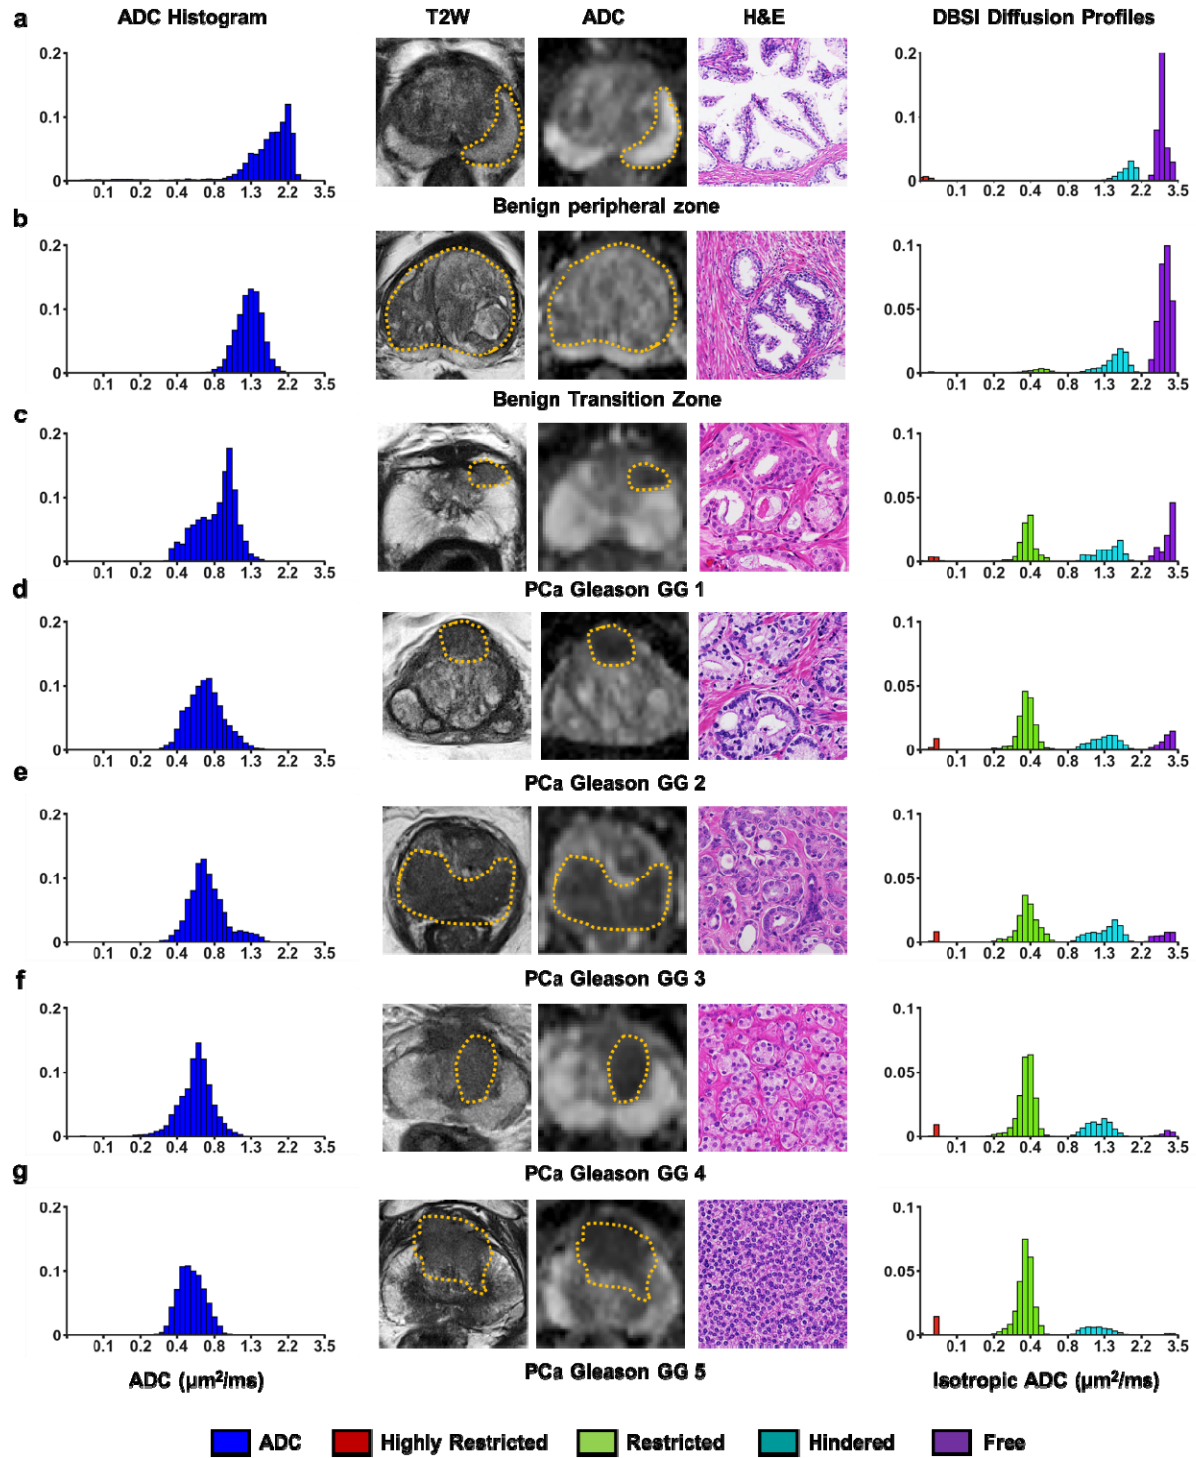 a ADC Histogram T2W ADC H&E DBSI Diffusion Profiles
0.2 0.2
0.1 0.1
0 0
0.1 0.2 0.4 0.8 1.3 2.2 3.5 0.1 0.2 0.4 0.8 1.3 2.2 3.5
Benign peripheral zone
b
0.2 0.1
0.1 0.05
0 0
0.1 0.2 0.4 0.8 1.3 2.2 3.5 0.1 0.2 0.4 0.8 1.3 2.2 3.5
Benign Transition Zone
c
0.2 0.1
0.1 0.05
0 0
0.1 0.2 0.4 0.8 1.3 2.2 3.5 0.1 0.2 0.4 0.8 1.3 2.2 3.5
PCa Gleason GG 1
d
0.2 0.1
0.1 0.05
0 0
0.1 0.2 0.4 0.8 1.3 2.2 3.5 0.1 0.2 0.4 0.8 1.3 2.2 3.5
PCa Gleason GG 2
e
0.2 0.1
0.1 0.05
0 0
0.1 0.2 0.4 0.8 1.3 2.2 3.5 0.1 0.2 0.4 0.8 1.3 2.2 3.5
PCa Gleason GG 3
f
0.2 0.1
0.1 0.05
0 0
0.1 0.2 0.4 0.8 1.3 2.2 3.5 0.1 0.2 0.4 0.8 1.3 2.2 3.5
PCa Gleason GG 4
g
0.2 0.1
0.1 0.05
0 0
0.1 0.2 0.4 0.8 1.3 2.2 3.5 0.1 0.2 0.4 0.8 1.3 2.2 3.5
PCa Gleason GG 5
ADC (μm²/ms) Isotropic ADC (μm²/ms)
ADC Highly Restricted Restricted Hindered Free